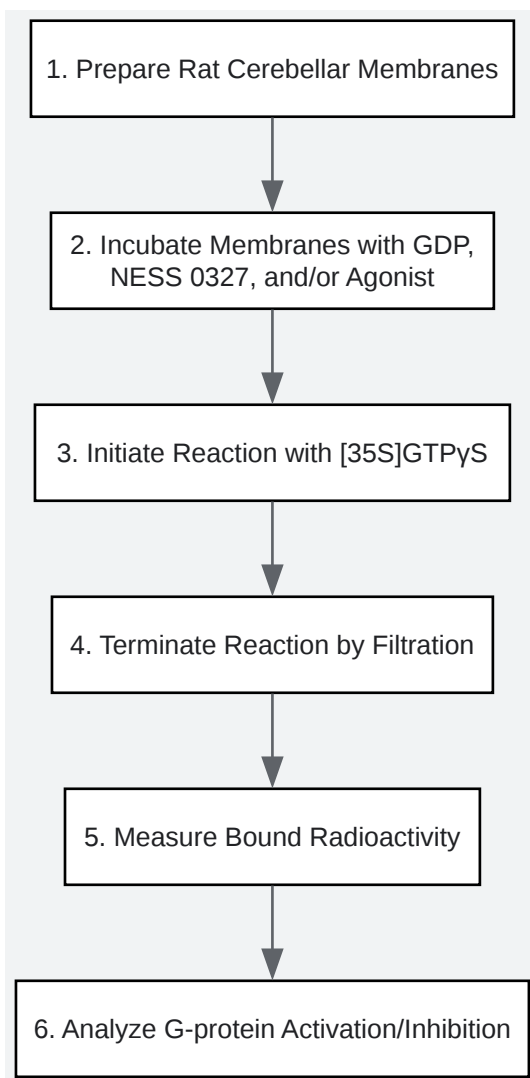 1. Prepare Rat Cerebellar Membranes
2. Incubate Membranes with GDP,
NESS 0327, and/or Agonist
3. Initiate Reaction with [35S]GTPγS
4. Terminate Reaction by Filtration
5. Measure Bound Radioactivity
6. Analyze G-protein Activation/Inhibition